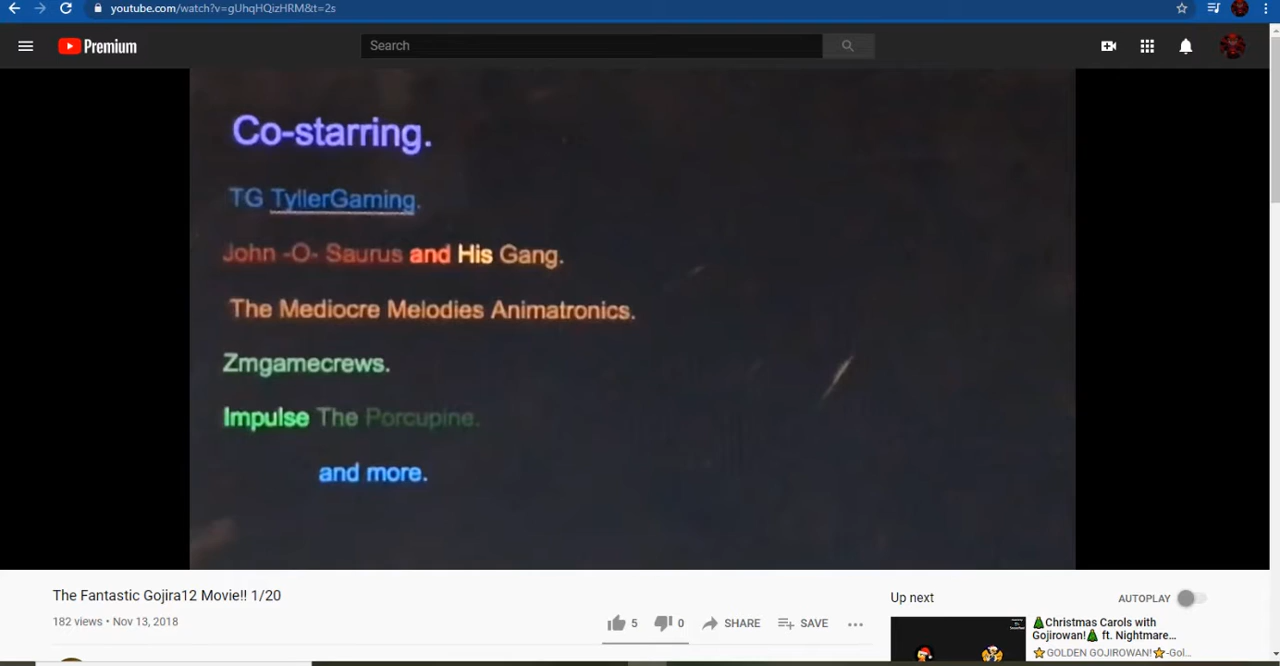 youtube.com/watch?v=gUhqHQizHRM&t=2s
Premium
Search
Co-starring.
TG TyllerGaming.
John -O- Saurus and His Gang.
The Mediocre Melodies Animatronics.
Zmgamecrews.
Impulse The Porcupine.
and more.
The Fantastic Gojira12 Movie!! 1/20
182 views • Nov 13, 2018
5
0
SHARE
SAVE
Up next
AUTOPLAY
🎄Christmas Carols with
Gojirowan!🎄 ft. Nightmare...
⭐GOLDEN GOJIROWAN!⭐-Gol...